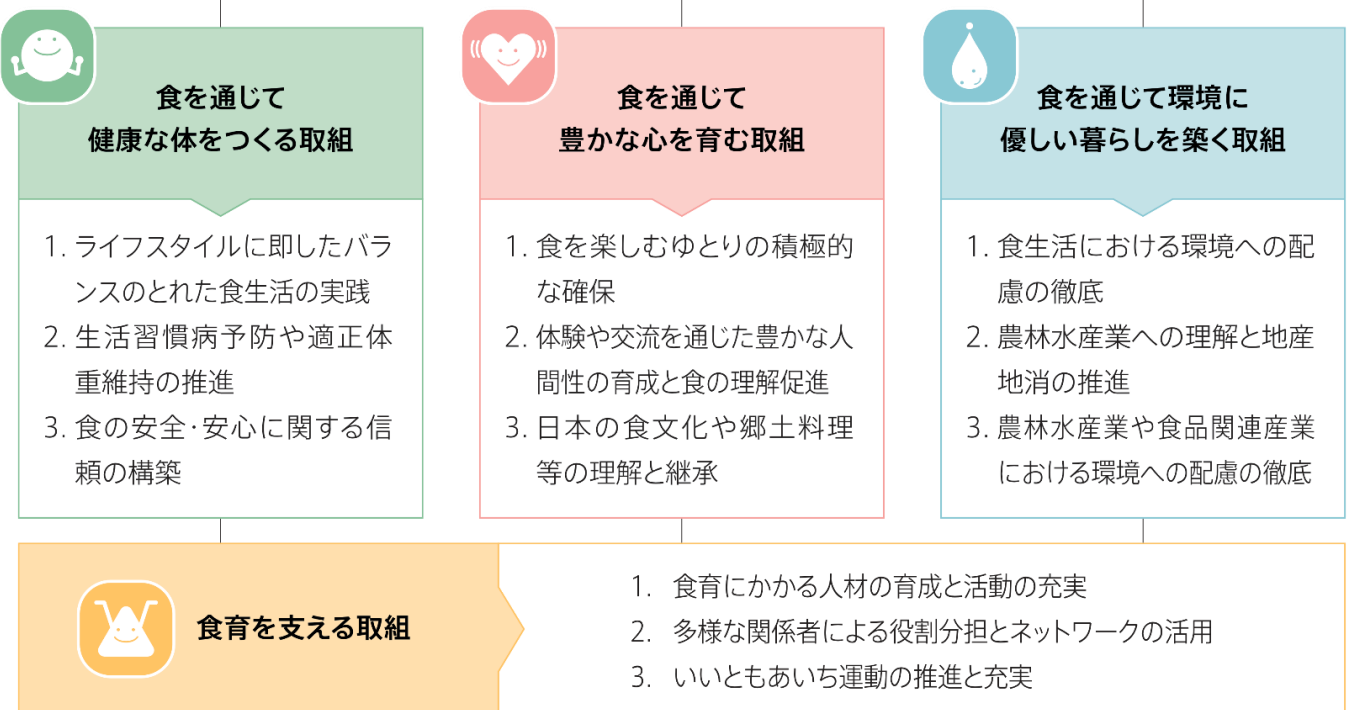 食を通じて
健康な体をつくる取組
1. ライフスタイルに即したバラ
ンスのとれた食生活の実践
2. 生活習慣病予防や適正体
重維持の推進
3. 食の安全・安心に関する信
頼の構築
食を通じて
豊かな心を育む取組
1. 食を楽しむゆとりの積極的
な確保
2. 体験や交流を通じた豊かな人
間性の育成と食の理解促進
3. 日本の食文化や郷土料理
等の理解と継承
食を通じて環境に
優しい暮らしを築く取組
1. 食生活における環境への配
慮の徹底
2. 農林水産業への理解と地産
地消の推進
3. 農林水産業や食品関連産業
における環境への配慮の徹底
食育を支える取組
1. 食育にかかる人材の育成と活動の充実
2. 多様な関係者による役割分担とネットワークの活用
3. いいともあいち運動の推進と充実